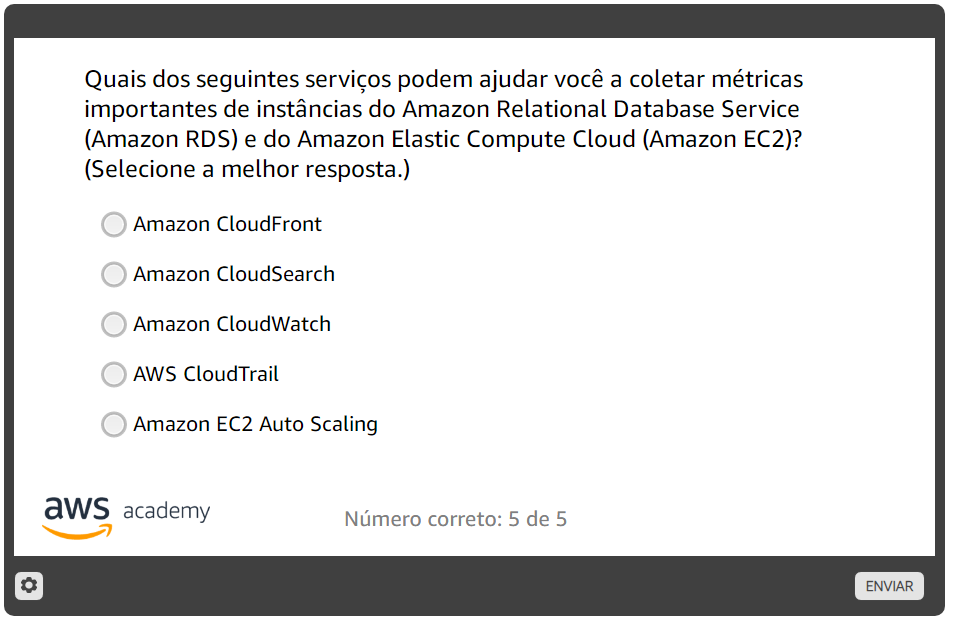 Quais dos seguintes serviços podem ajudar você a coletar métricas
importantes de instâncias do Amazon Relational Database Service
(Amazon RDS) e do Amazon Elastic Compute Cloud (Amazon EC2)?
(Selecione a melhor resposta.)
Amazon CloudFront
Amazon CloudSearch
Amazon CloudWatch
AWS CloudTrail
Amazon EC2 Auto Scaling
aws academy
Número correto: 5 de 5
ENVIAR